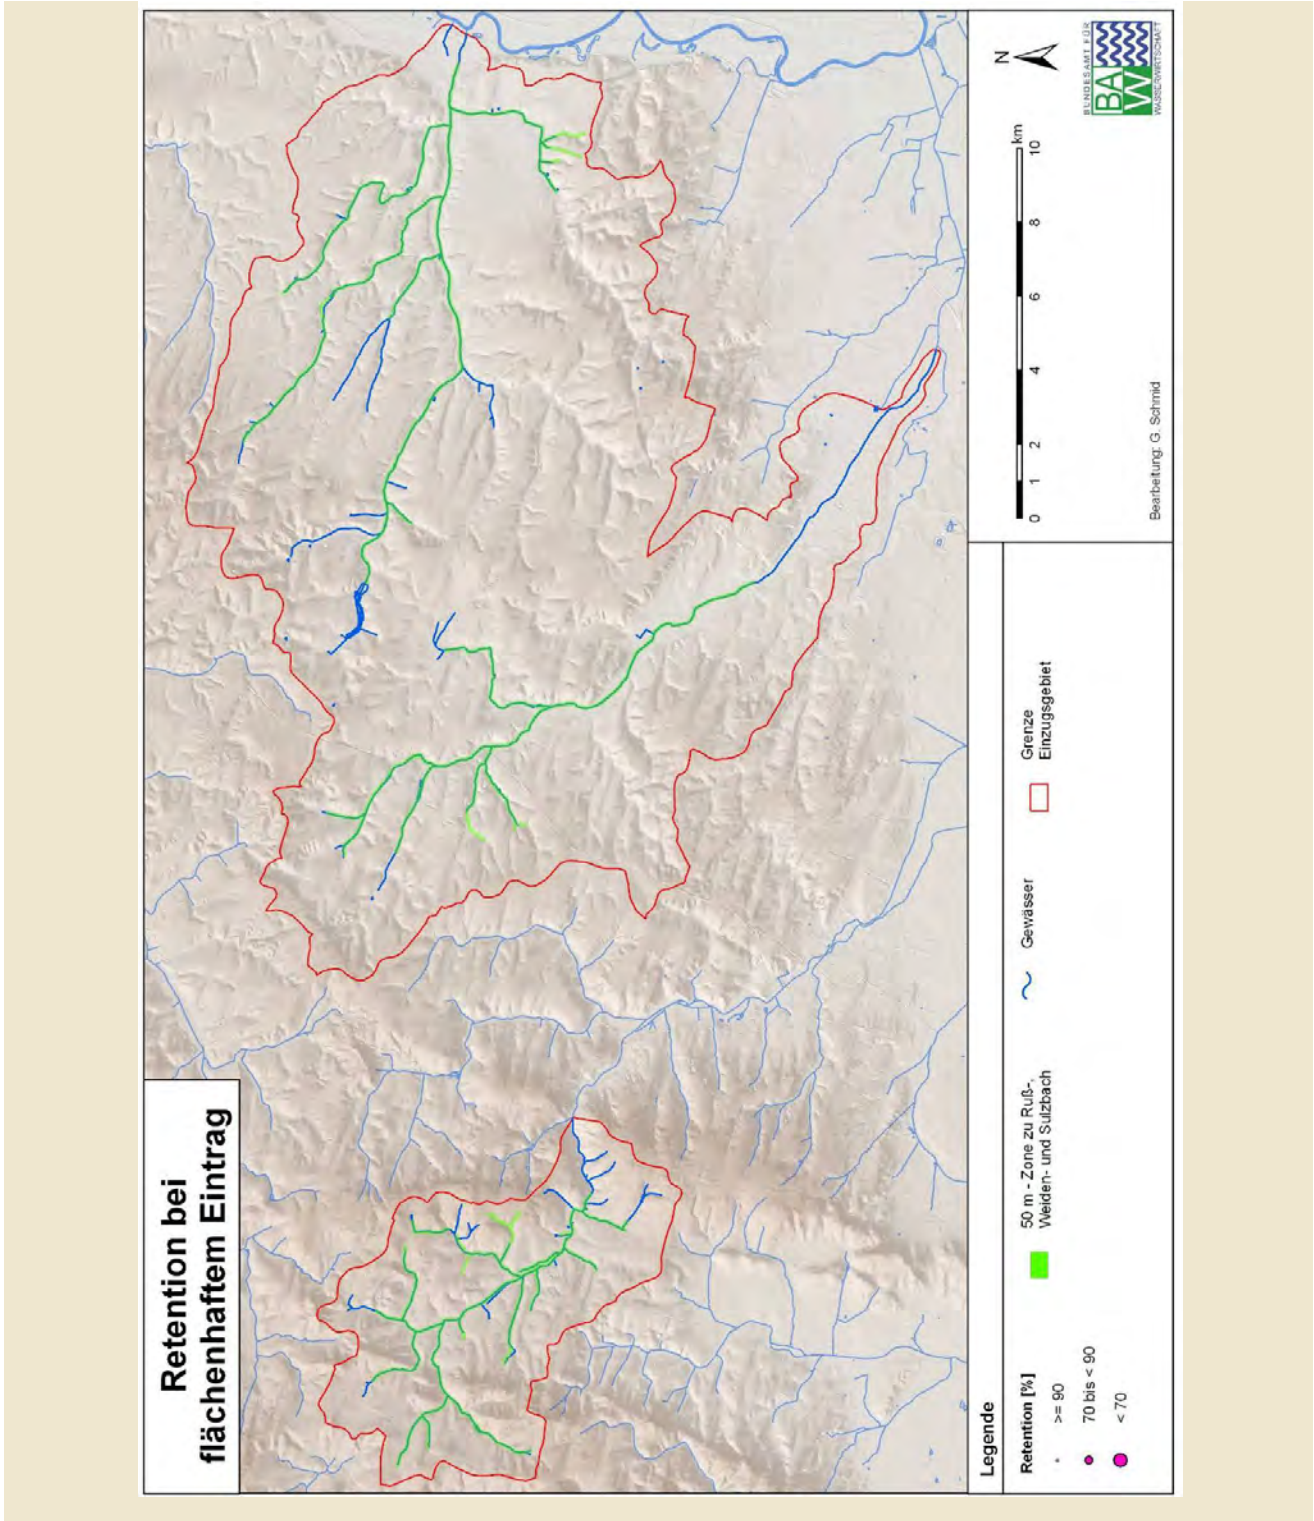 Retention bei
flächenhaftem Eintrag
Legende
Retention [%]
>= 90
70 bis < 90
< 70
50 m - Zone zu Ruß-,
Weiden- und Sulzbach
Gewässer
Grenze
Einzugsgebiet
0 1 2 4 6 8 10
km
N
Bearbeitung: G. Schmid
BUNDESAMT FÜR
BA
W
WASSERWIRTSCHAFT